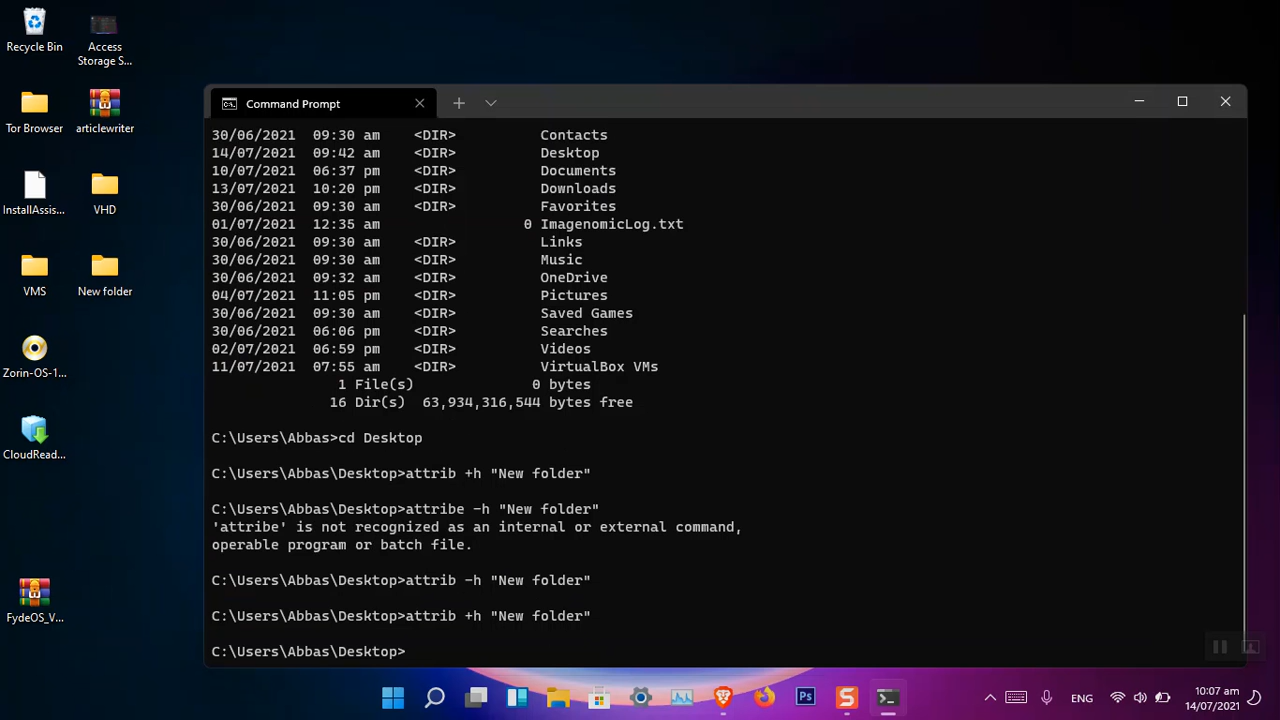 Recycle Bin
Access
Storage S...
Tor Browser
articlewriter
InstallAssis...
VHD
VMS
New folder
Zorin-OS-1...
CloudRead...
FydeOS_V...
Command Prompt
30/06/2021  09:30 am    <DIR>          Contacts
14/07/2021  09:42 am    <DIR>          Desktop
10/07/2021  06:37 pm    <DIR>          Documents
13/07/2021  10:20 pm    <DIR>          Downloads
30/06/2021  09:30 am    <DIR>          Favorites
01/07/2021  12:35 am                 0 ImagenomicLog.txt
30/06/2021  09:30 am    <DIR>          Links
30/06/2021  09:30 am    <DIR>          Music
30/06/2021  09:32 am    <DIR>          OneDrive
04/07/2021  11:05 pm    <DIR>          Pictures
30/06/2021  09:30 am    <DIR>          Saved Games
30/06/2021  06:06 pm    <DIR>          Searches
02/07/2021  06:59 pm    <DIR>          Videos
11/07/2021  07:55 am    <DIR>          VirtualBox VMs
1 File(s)              0 bytes
16 Dir(s)  63,934,316,544 bytes free
C:\Users\Abbas>cd Desktop
C:\Users\Abbas\Desktop>attrib +h "New folder"
C:\Users\Abbas\Desktop>attribe -h "New folder"
'attribe' is not recognized as an internal or external command,
operable program or batch file.
C:\Users\Abbas\Desktop>attrib -h "New folder"
C:\Users\Abbas\Desktop>attrib +h "New folder"
C:\Users\Abbas\Desktop>
Ps
S
ENG
10:07 am
14/07/2021